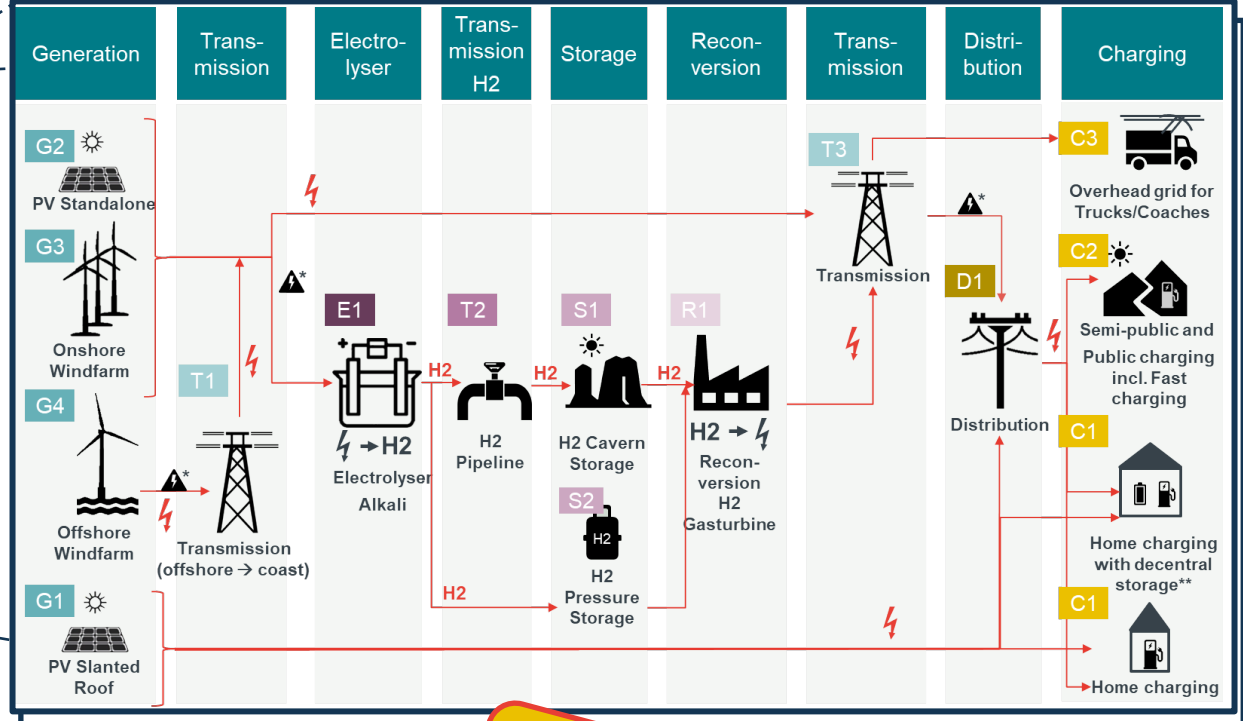 Generation
Trans-
mission
Electro-
lyser
Trans-
mission
H2
Storage
Recon-
version
Trans-
mission
Distri-
bution
Charging
G2
PV Standalone
G3
Onshore
Windfarm
G4
*
Offshore
Windfarm
G1
PV Slanted
Roof
T1
Transmission
(offshore → coast)
*
E1
+ -
→H2
Electrolyser
Alkali
H2
H2
T2
H2
Pipeline
H2
S1
H2 Cavern
Storage
S2
H2
H2
Pressure
Storage
H2
R1
H2 →
Recon-
version
H2
Gasturbine
T3
Transmission
*
D1
Distribution
C3
Overhead grid for
Trucks/Coaches
C2
Semi-public and
Public charging
incl. Fast
charging
C1
Home charging
with decentral
storage**
C1
Home charging